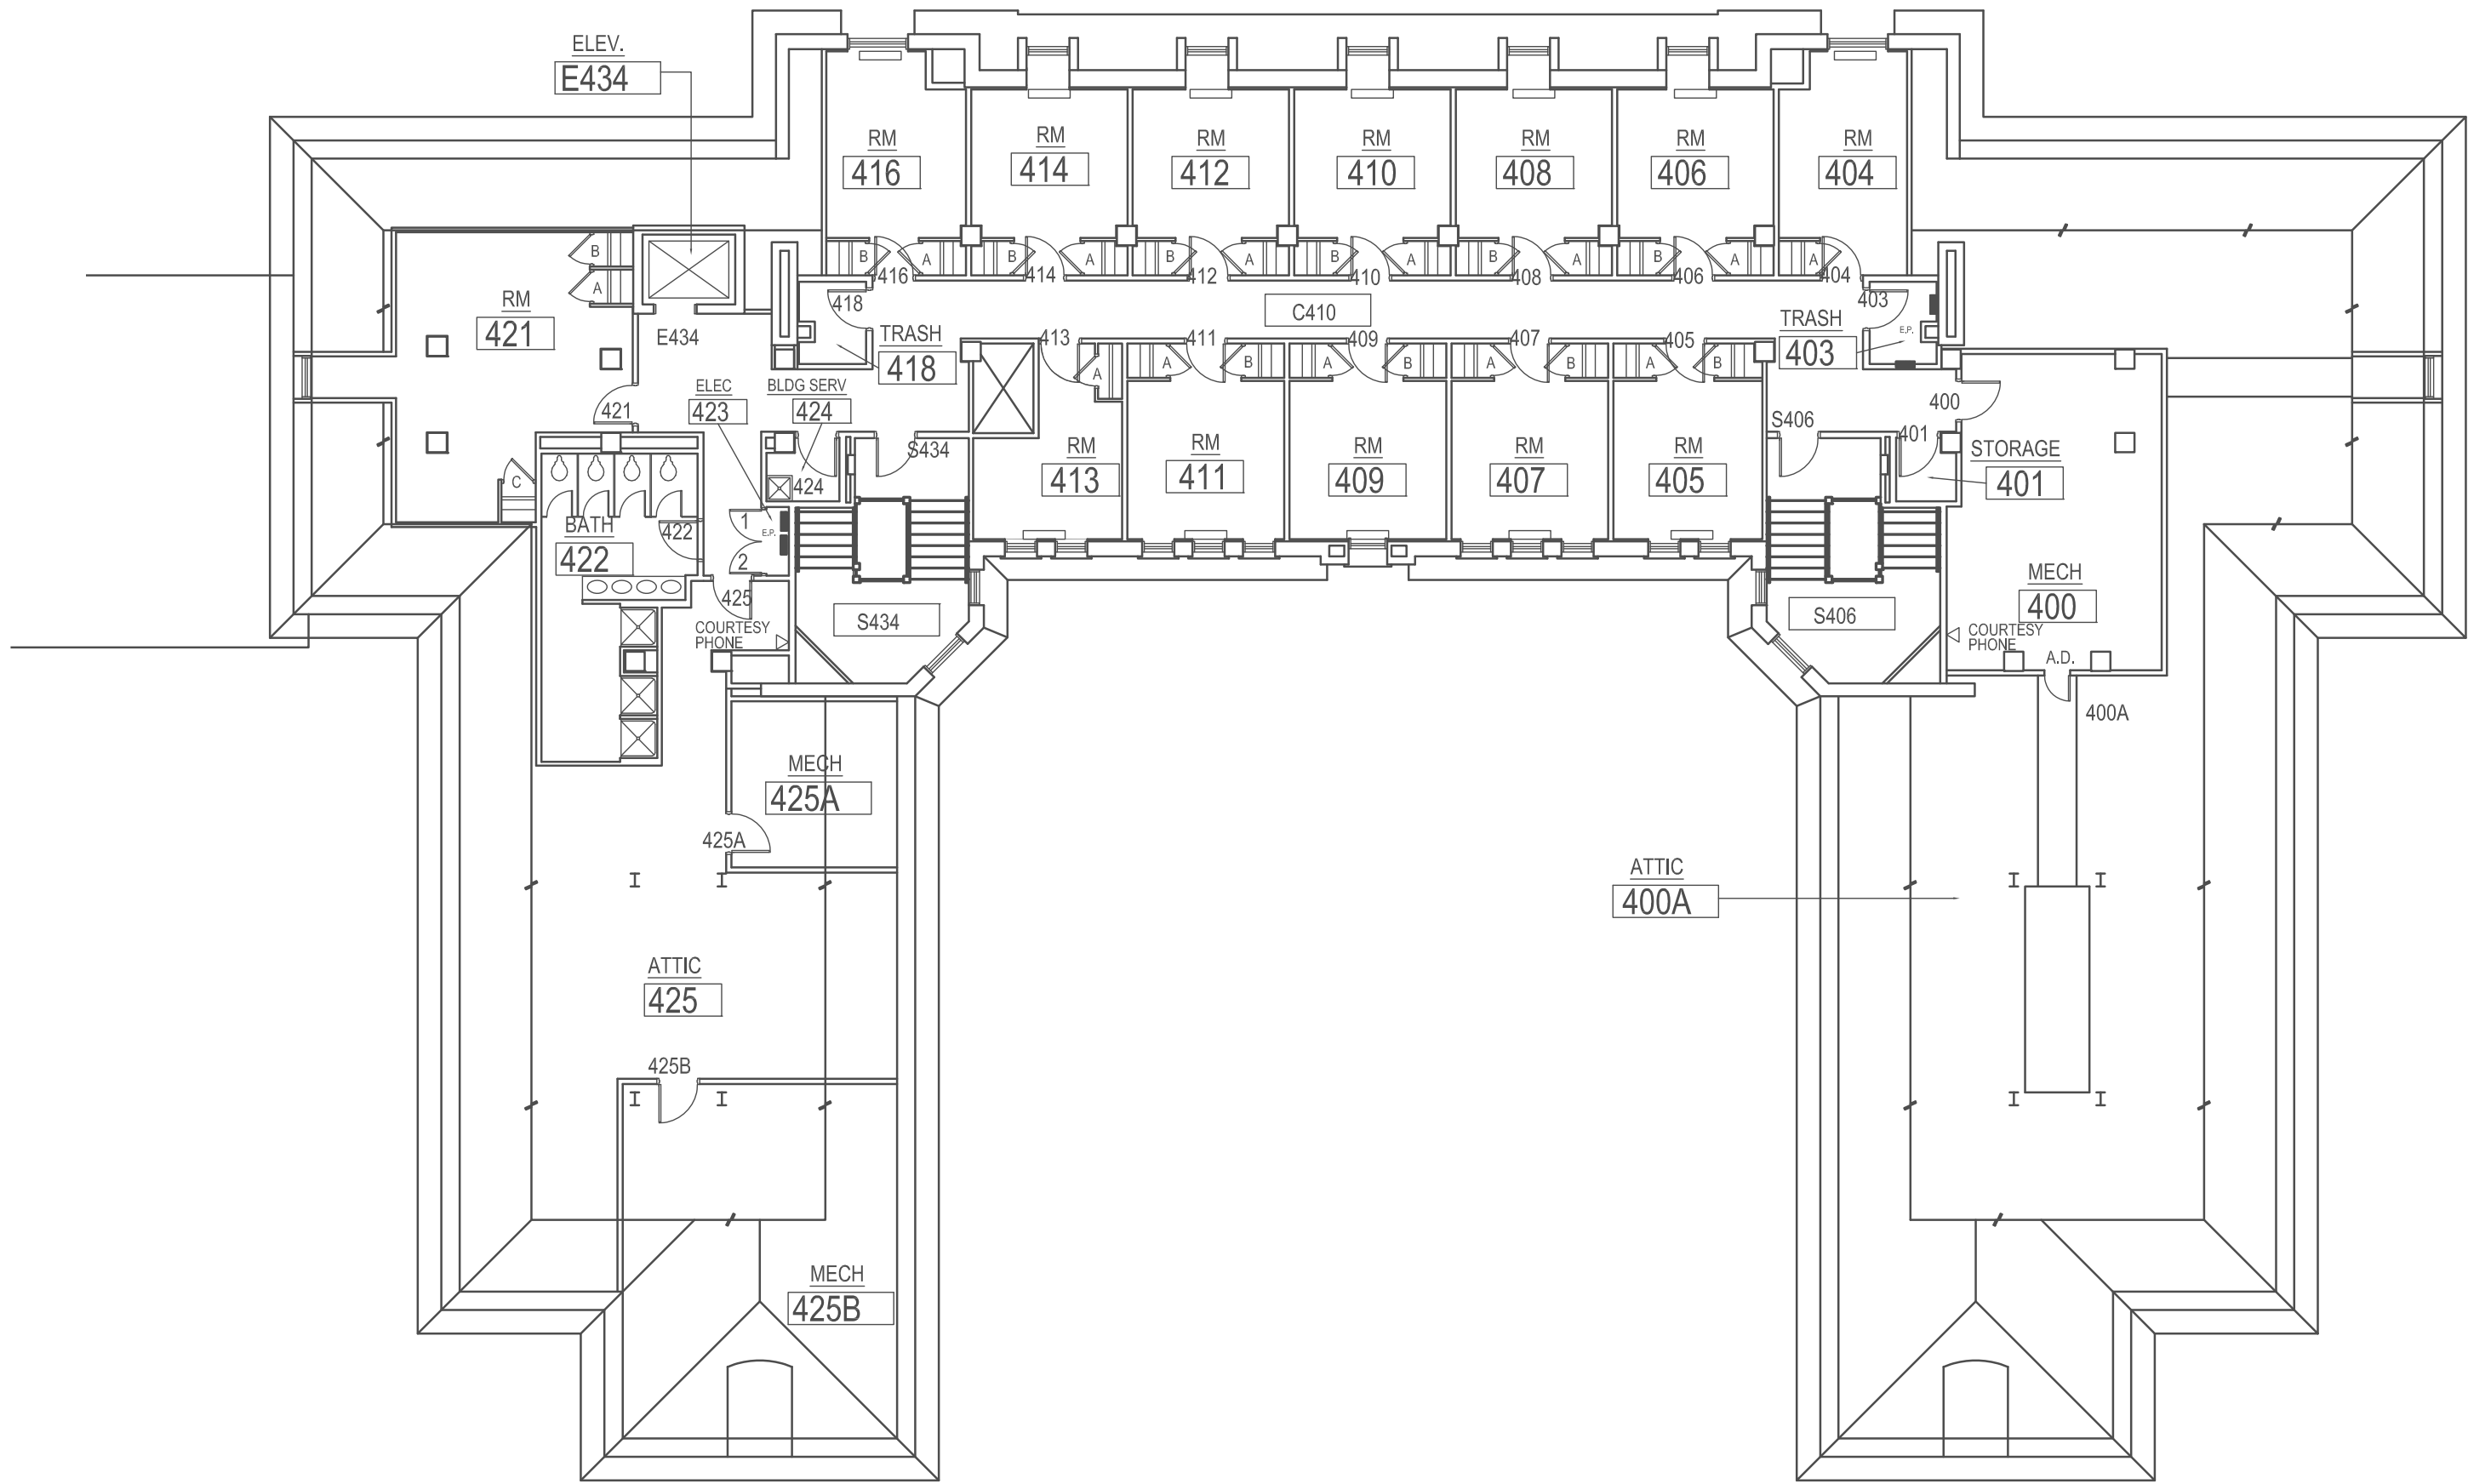 ELEV.
E434
RM
416
RM
414
RM
412
RM
410
RM
408
RM
406
RM
404
B
A
B
A
B
A
B
A
B
A
B
A
A
416
414
412
410
408
406
404
B
A
RM
421
E434
418
TRASH
418
C410
403
E.P.
TRASH
403
413
411
409
407
405
A
A
B
A
B
A
B
A
B
421
ELEC
423
BLDG SERV
424
S434
424
RM
413
RM
411
RM
409
RM
407
RM
405
S406
401
400
STORAGE
401
C
BATH
422
422
1
E.P.
2
425
COURTESY
PHONE
S434
S406
MECH
400
COURTESY
PHONE
A.D.
400A
MECH
425A
425A
ATTIC
400A
ATTIC
425
425B
MECH
425B